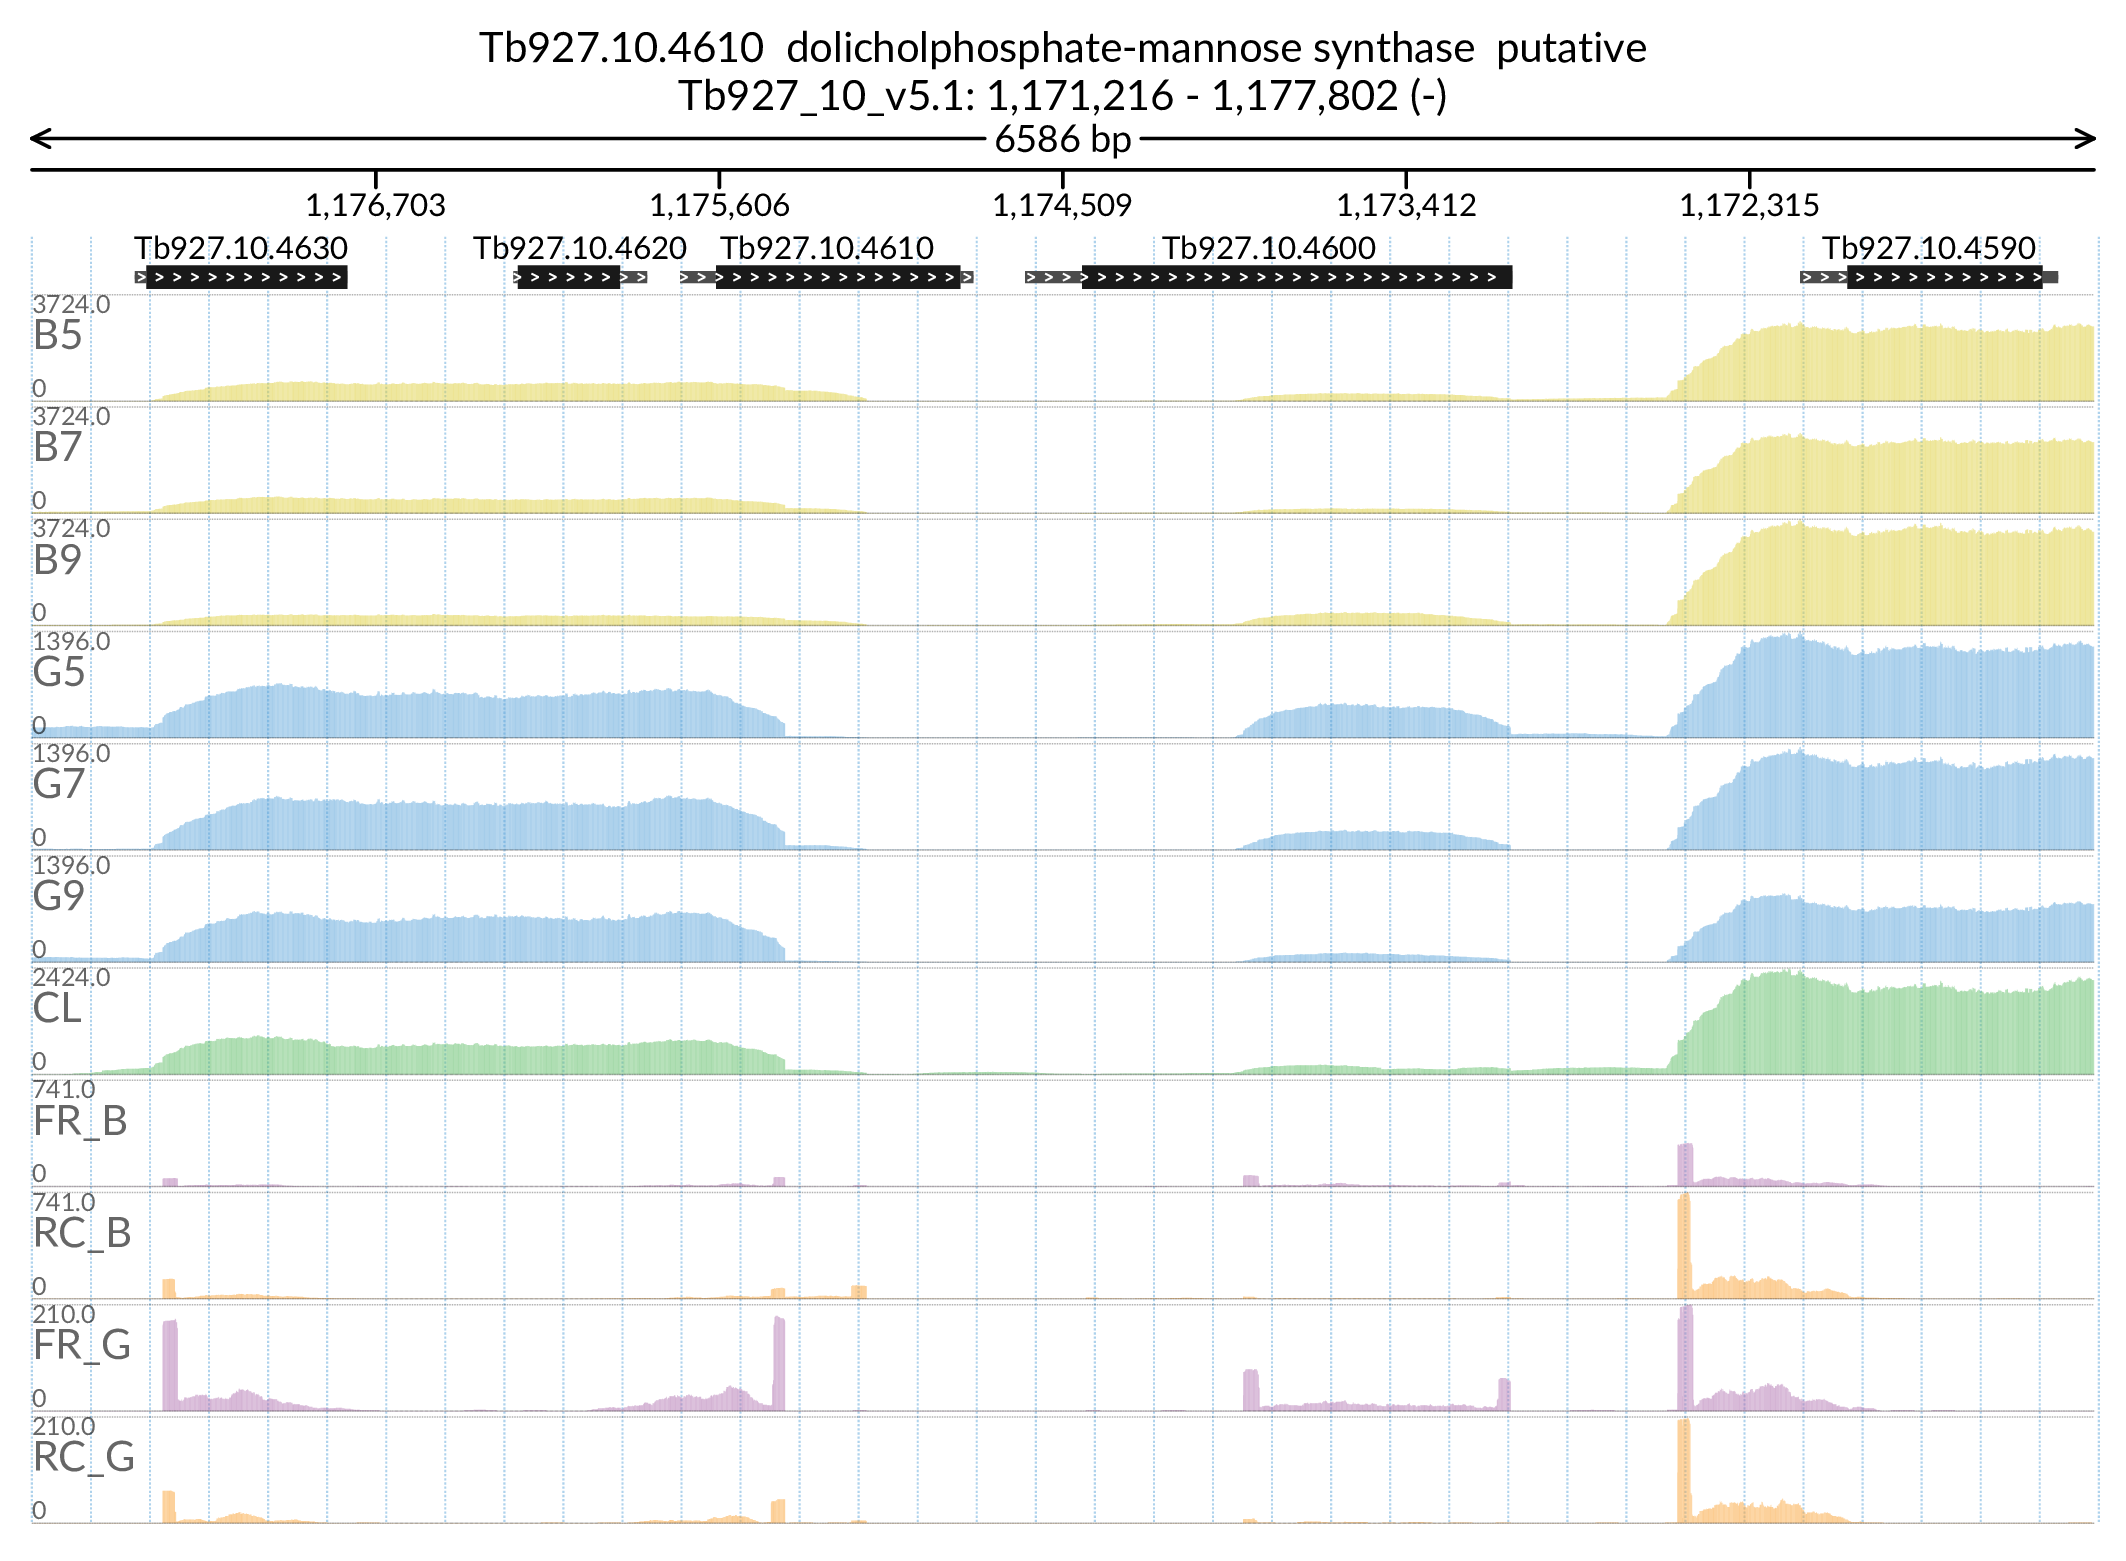 Tb927.10.4610 dolicholphosphate-mannose synthase putative
Tb927_10_v5.1: 1,171,216 - 1,177,802 (-)
6586 bp
1,176,703 1,175,606 1,174,509 1,173,412 1,172,315
Tb927.10.4630 Tb927.10.4620 Tb927.10.4610 Tb927.10.4600 Tb927.10.4590
3724.0
B5
0
3724.0
B7
0
3724.0
B9
0
1396.0
G5
0
1396.0
G7
0
1396.0
G9
0
2424.0
CL
0
741.0
FR_B
0
741.0
RC_B
0
210.0
FR_G
0
210.0
RC_G
0